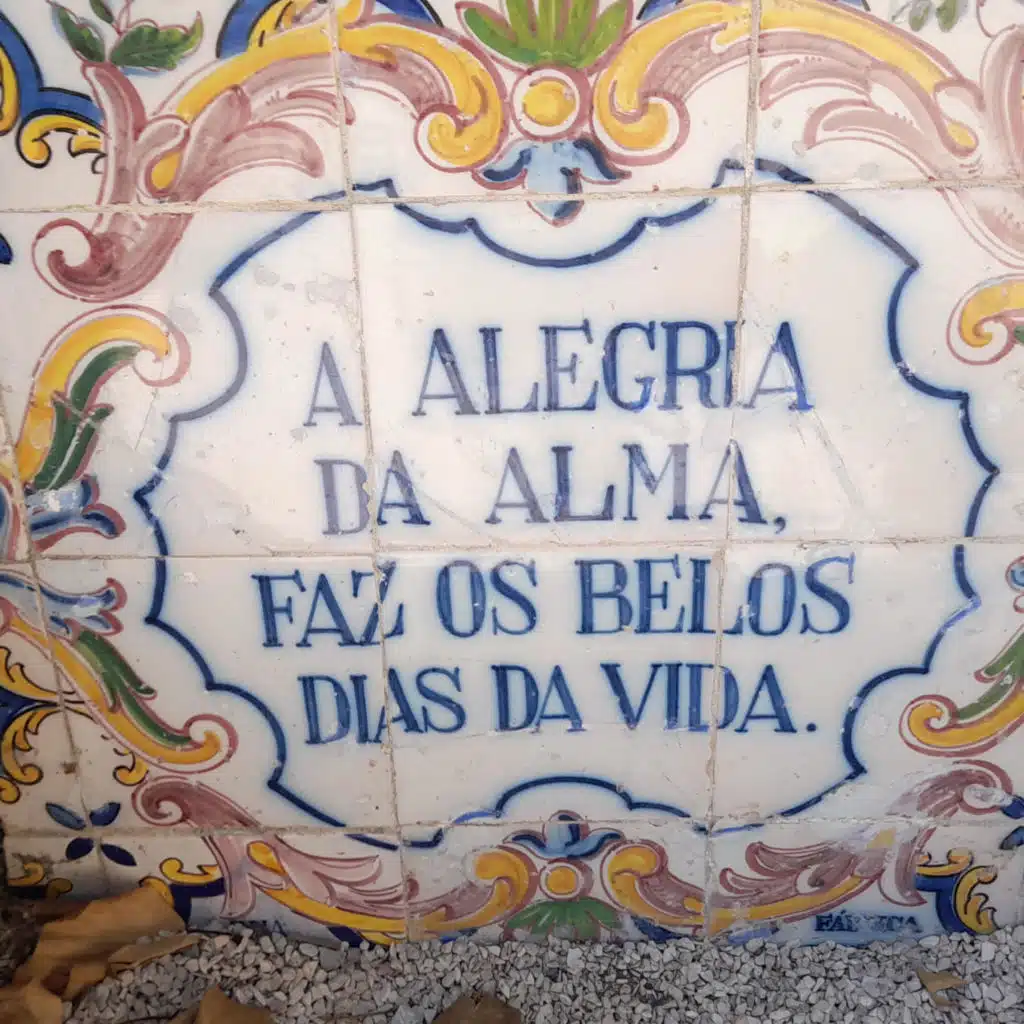 A ALEGRIA
DA ALMA,
FAZ OS BELOS
DIAS DA VIDA.
FÁBRICA